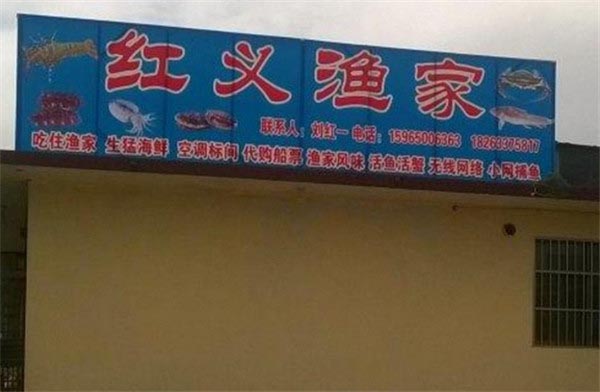 红义渔家
联系人：刘红一 电话：15965006363 18263375817
吃住渔家 生猛海鲜 空调标间 代购船票 渔家风味 活鱼活蟹 无线网络 小网捕鱼